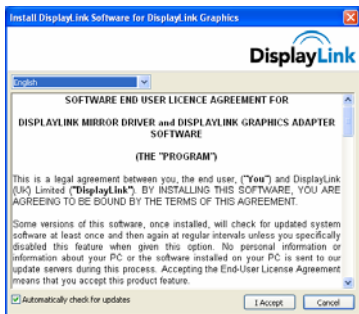 Install DisplayLink Software for DisplayLink Graphics
DisplayLink
English
SOFTWARE END USER LICENCE AGREEMENT FOR
DISPLAYLINK MIRROR DRIVER and DISPLAYLINK GRAPHICS ADAPTER
SOFTWARE
(THE "PROGRAM")
This is a legal agreement between you, the end user, ("You") and DisplayLink
(UK) Limited ("DisplayLink"). BY INSTALLING THIS SOFTWARE, YOU ARE
AGREEING TO BE BOUND BY THE TERMS OF THIS AGREEMENT.
Some versions of this software, once installed, will check for updated system
software at least once and then again at regular intervals unless you specifically
disabled this feature when given this option. No personal information or
information about your PC or the software installed on your PC is sent to our
update servers during this process. Accepting the End-User License Agreement
means that you accept this product feature.
Automatically check for updates
I Accept
Cancel